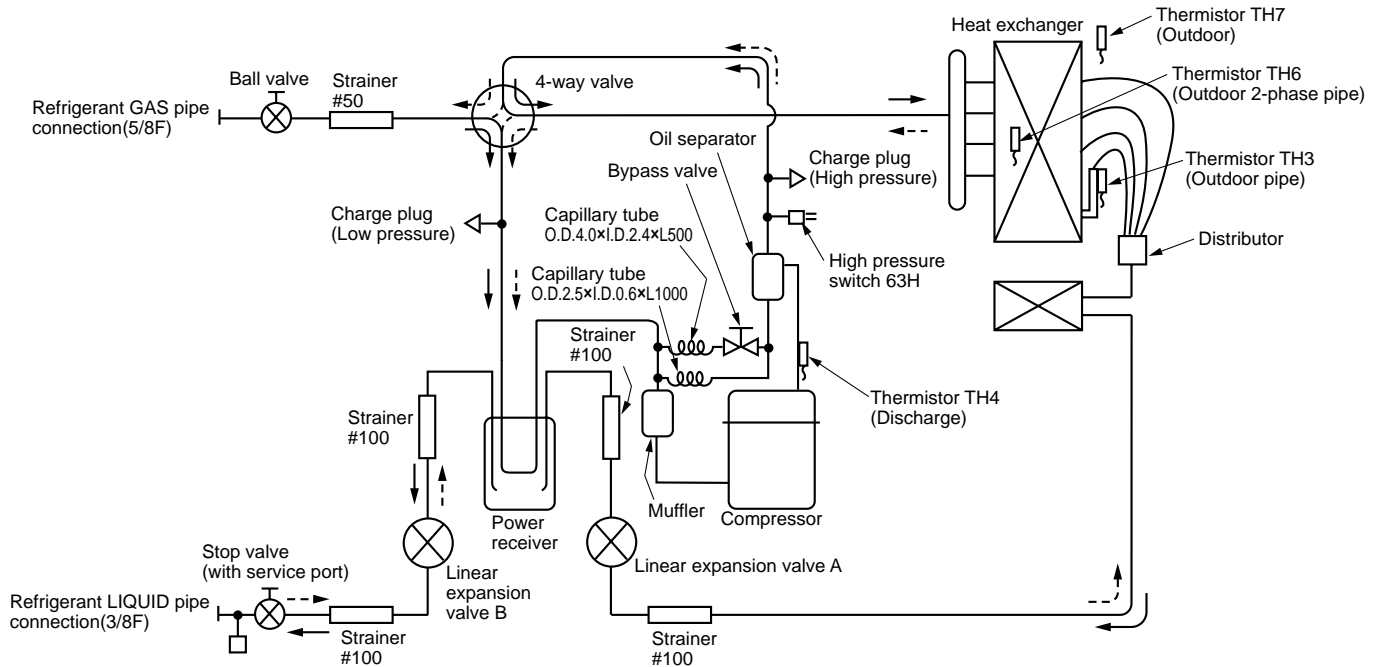 Heat exchanger
Thermistor TH7
(Outdoor)
Ball valve
Strainer
#50
4-way valve
Thermistor TH6
(Outdoor 2-phase pipe)
Refrigerant GAS pipe
connection(5/8F)
Oil separator
Bypass valve
Charge plug
(High pressure)
Thermistor TH3
(Outdoor pipe)
Charge plug
(Low pressure)
Capillary tube
O.D.4.0×I.D.2.4×L500
Distributor
High pressure
switch 63H
Capillary tube
O.D.2.5×I.D.0.6×L1000
Strainer
#100
Thermistor TH4
(Discharge)
Strainer
#100
Muffler
Compressor
Power
receiver
Stop valve
(with service port)
Linear
expansion
valve B
Linear expansion valve A
Refrigerant LIQUID pipe
connection(3/8F)
Strainer
#100
Strainer
#100